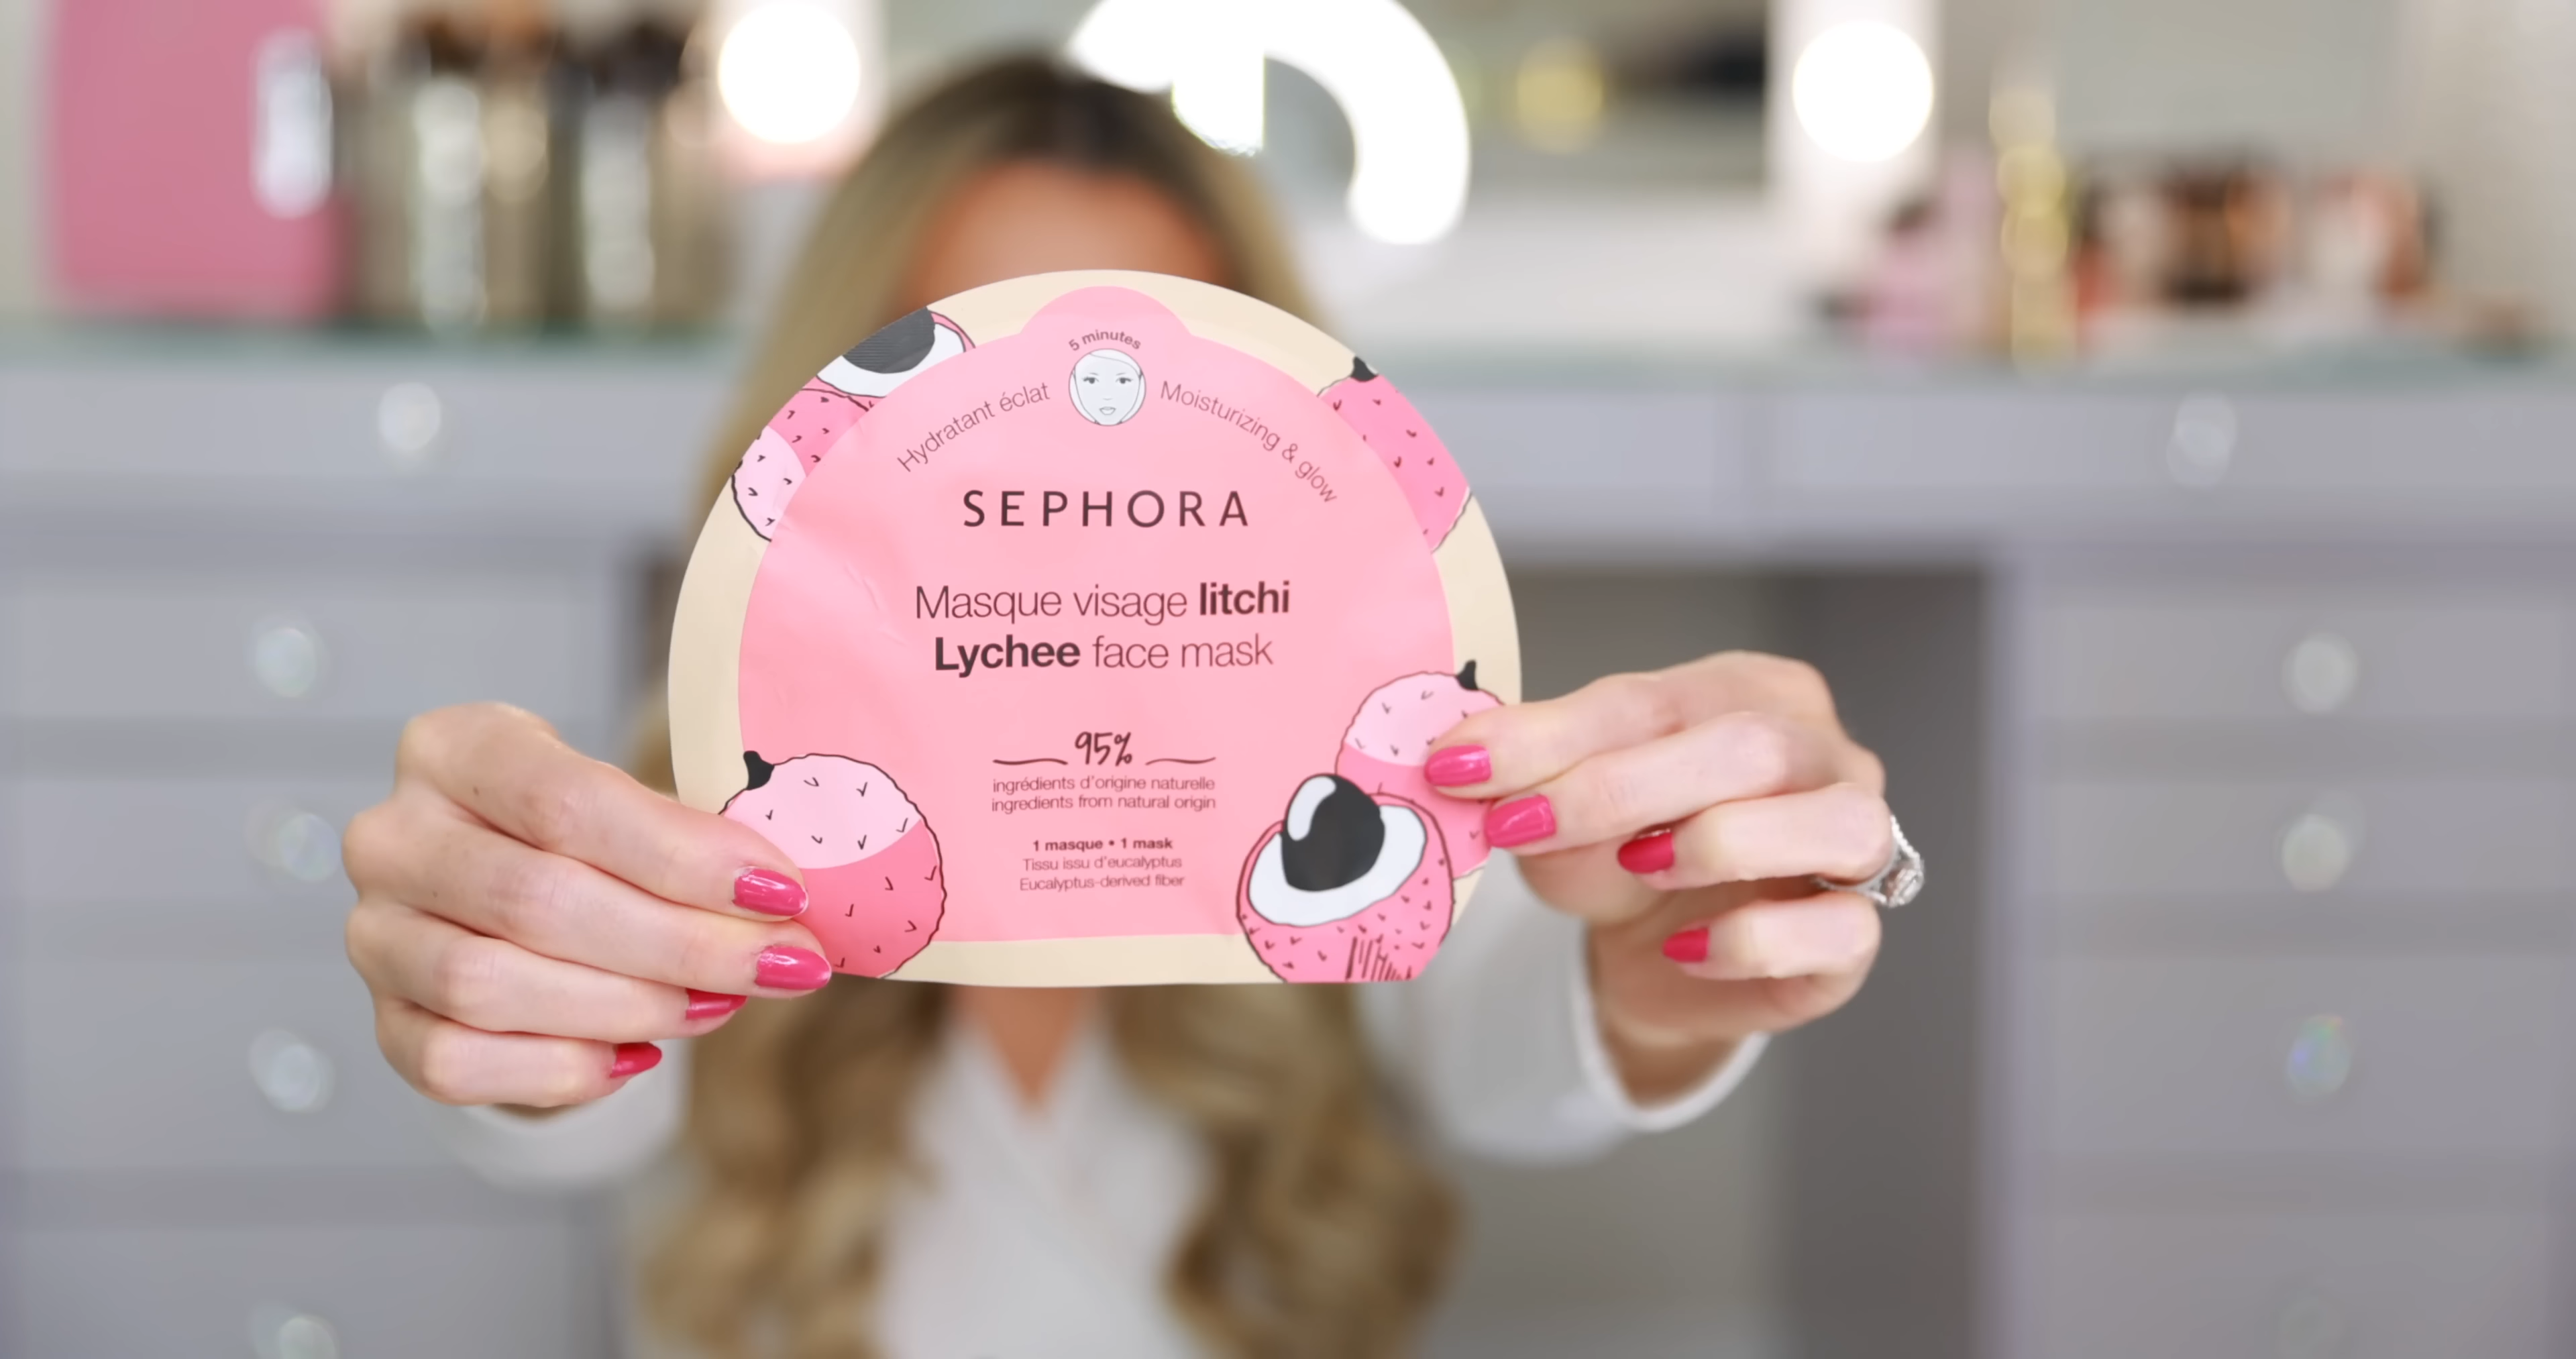 5 minutes
Hydratant éclat
Moisturizing & glow
SEPHORA
Masque visage litchi
Lychee face mask
95%
ingrédients d'origine naturelle
ingredients from natural origin
1 masque • 1 mask
Tissu issu d'eucalyptus
Eucalyptus-derived fiber